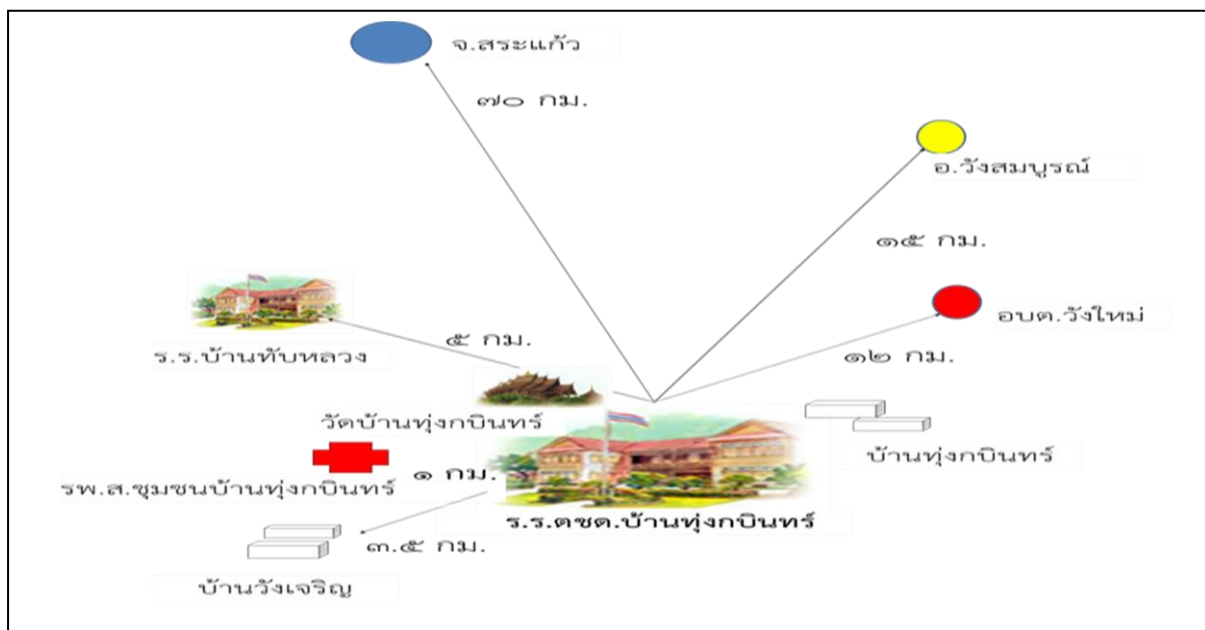 จ.สระแก้ว
๗๐ กม.
อ.วังสมบูรณ์
๑๕ กม.
อบต.วังใหม่
๕ กม.
ร.ร.บ้านทับหลวง
๑๒ กม.
วัดบ้านทุ่งกบินทร์
บ้านทุ่งกบินทร์
๑ กม.
รพ.ส.ชุมชนบ้านทุ่งกบินทร์
ร.ร.ตชด.บ้านทุ่งกบินทร์
๓.๕ กม.
บ้านวังเจริญ